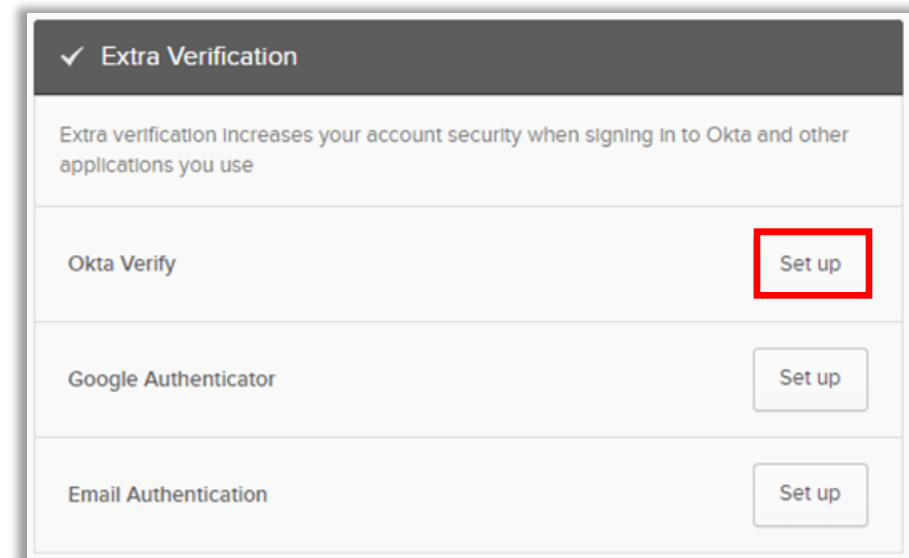 Extra Verification
Extra verification increases your account security when signing in to Okta and other
applications you use
Okta Verify Set up
Google Authenticator Set up
Email Authentication Set up